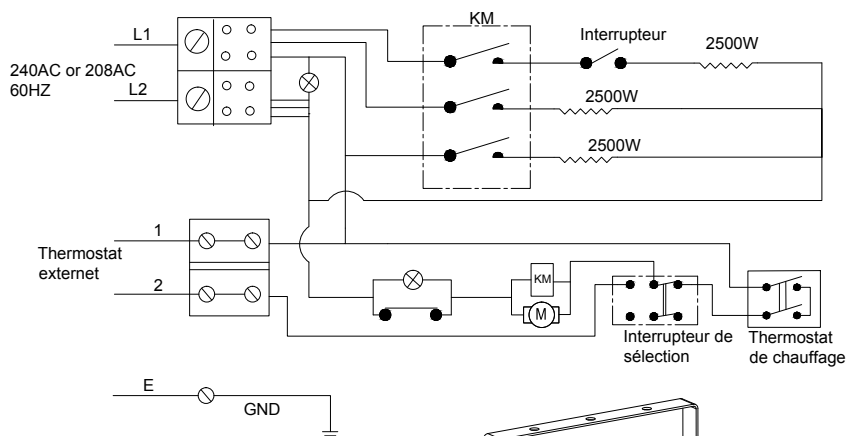 KM
L1
Interrupteur
2500W
240AC or 208AC
60HZ
L2
2500W
2500W
1
Thermostat
externet
2
KM
M
Interrupteur de
sélection
Thermostat
de chauffage
E
GND